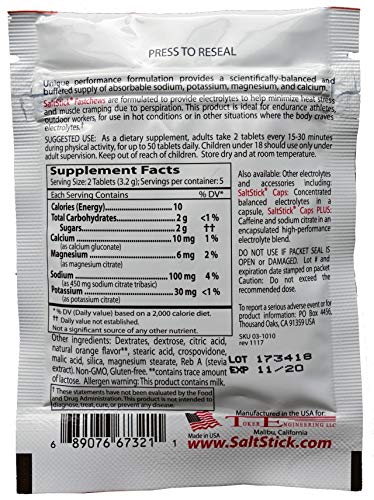 PRESS TO RESEAL
Unique performance formulation provides a scientifically-balanced and
buffered supply of absorbable sodium, potassium, magnesium, and calcium.
SaltStick® Fastchews are formulated to provide electrolytes to help minimize heat stress
and muscle cramping due to perspiration. This product is ideal for endurance athletes,
outdoor workers, for use in hot conditions or in other situations where the body craves
electrolytes.†
SUGGESTED USE: As a dietary supplement, adults take 2 tablets every 15-30 minutes
during physical activity, for up to 50 tablets daily. Children under 18 should use only under
adult supervision. Keep out of reach of children. Store dry and at room temperature.
Supplement Facts
Serving Size: 2 Tablets (3.2 g); Servings per container: 5
Each Serving Contains % DV*
Calories (Energy) 10
Total Carbohydrates 2 g <1 %
Sugars 2 g ††
Calcium 10 mg 1 %
(as calcium gluconate)
Magnesium 6 mg 2 %
(as magnesium citrate)
Sodium 100 mg 4 %
(as 450 mg sodium citrate tribasic)
Potassium 30 mg <1 %
(as potassium citrate)
* % DV (Daily value) based on a 2,000 calorie diet.
†† Daily value not established.
Not a significant source of any other nutrient.
Also available: Other electrolytes
and accessories including:
SaltStick® Caps: Concentrated
balanced electrolytes in a
capsule, SaltStick® Caps PLUS:
Caffeine and sodium citrate in an
encapsulated high-performance
electrolyte blend.
DO NOT USE IF PACKET SEAL IS
OPEN or DAMAGED. Lot # and
expiration date stamped on packet
Caution: Do not exceed the
recommended dose.
To report a serious adverse event or for
product contact information: PO BOX 4456,
Thousand Oaks, CA 91359 USA
SKU 03-1010
rev 1117
Other ingredients: Dextrates, dextrose, citric acid,
natural orange flavor**, stearic acid, crospovidone,
malic acid, silica, magnesium stearate, Reb A (stevia
extract). Non-GMO, Gluten-free. **contains trace amount
of lactose. Allergen warning: This product contains milk.
LOT 173418
EXP 11/20
† These statements have not been evaluated by the Food
and Drug Administration. This product is not intended to
diagnose, treat, cure, or prevent any disease.
6 89076 67321 1
Made in USA
Manufactured in the USA for:
TOKER ENGINEERING LLC
Malibu, California
www.SaltStick.com